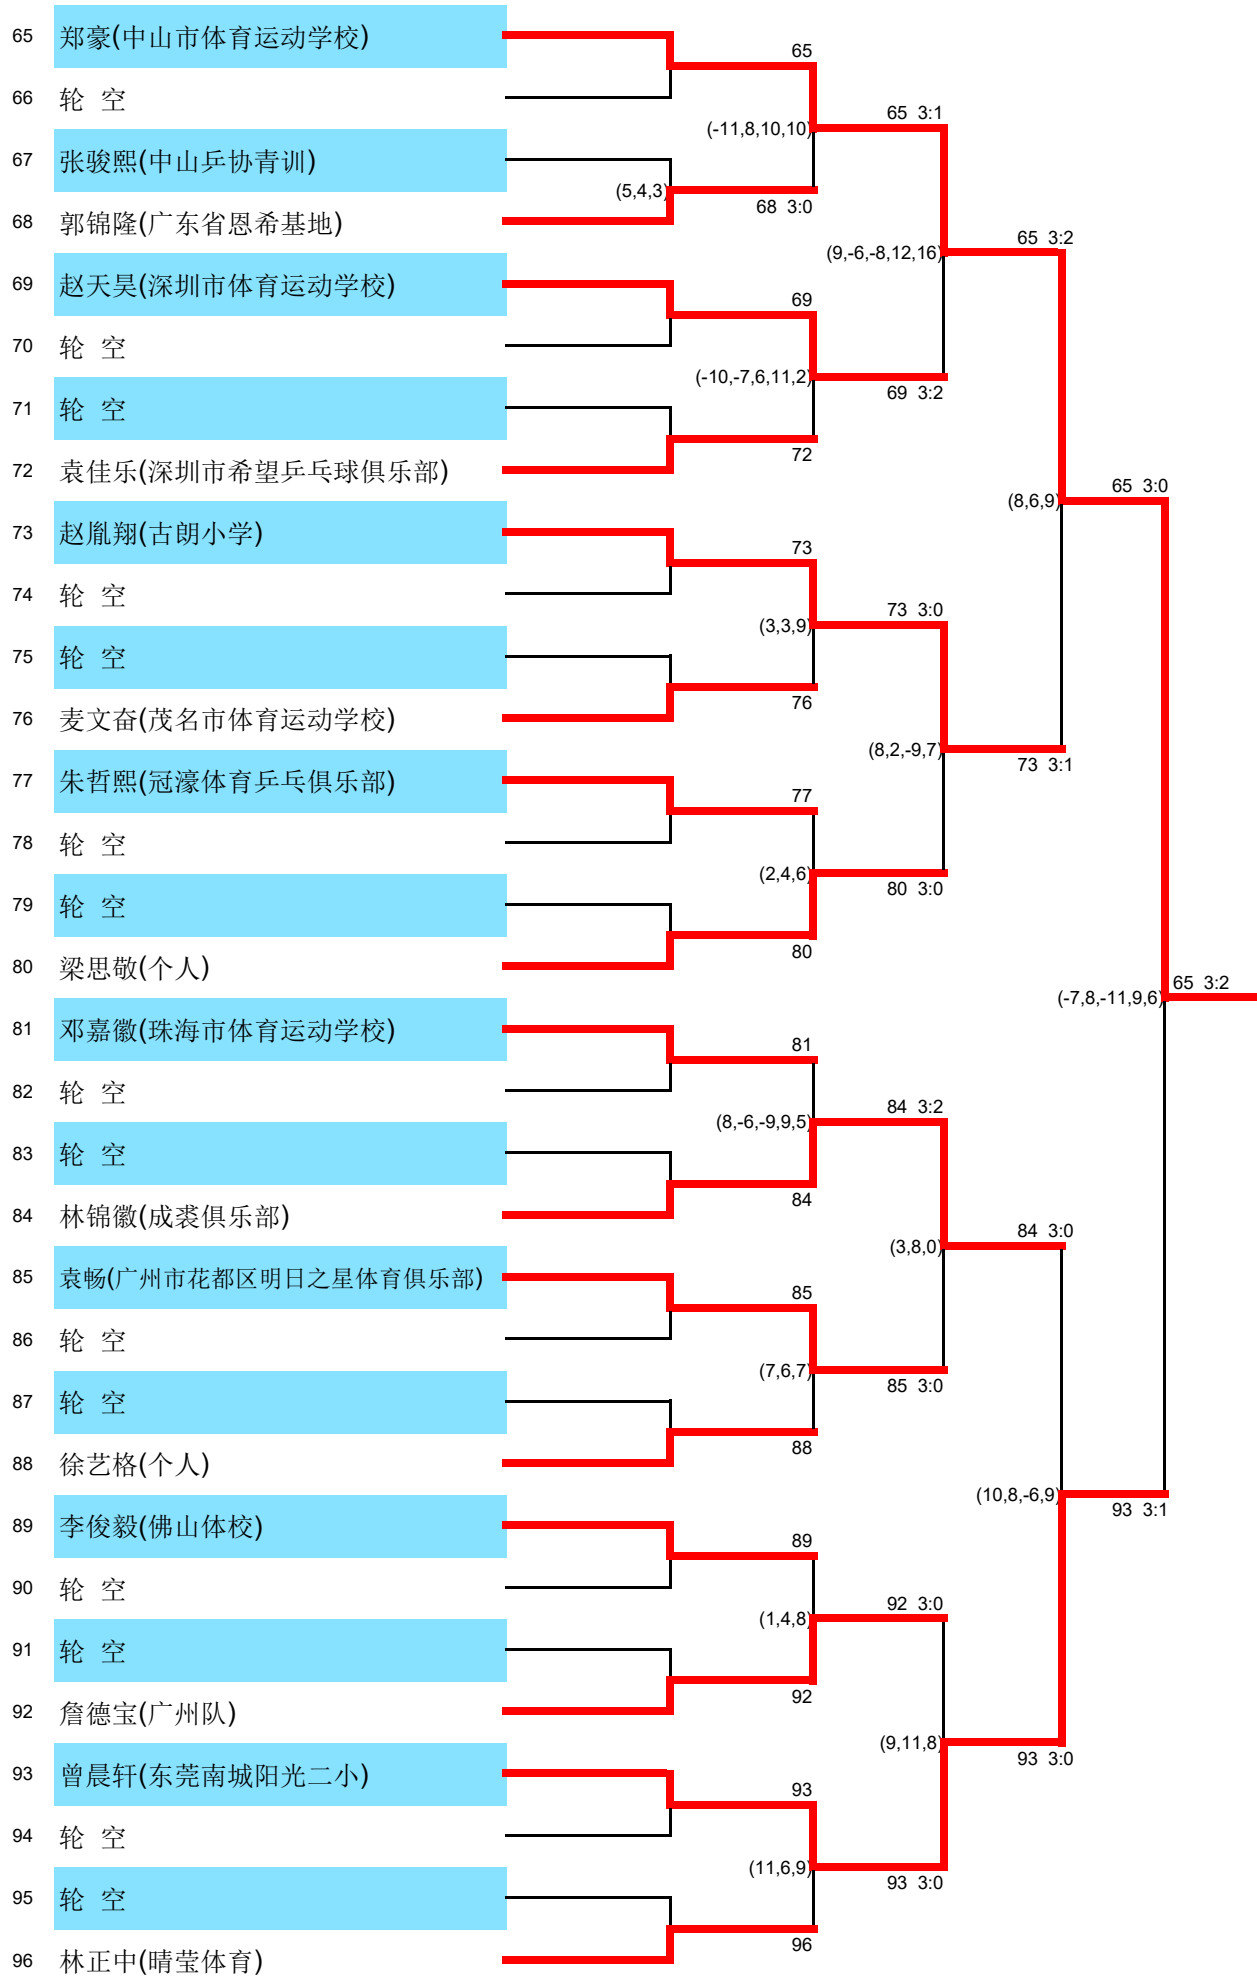 65 郑豪(中山市体育运动学校)
65
66 轮 空
65 3:1
(-11,8,10,10)
67 张骏熙(中山乒协青训)
(5,4,3)
68 3:0
68 郭锦隆(广东省恩希基地)
65 3:2
(9,-6,-8,12,16)
69 赵天昊(深圳市体育运动学校)
69
70 轮 空
(-10,-7,6,11,2)
69 3:2
71 轮 空
72
72 袁佳乐(深圳市希望乒乓球俱乐部)
65 3:0
(8,6,9)
73 赵胤翔(古朗小学)
73
74 轮 空
73 3:0
(3,3,9)
75 轮 空
76
76 麦文奋(茂名市体育运动学校)
(8,2,-9,7)
73 3:1
77 朱哲熙(冠濠体育乒乓俱乐部)
77
78 轮 空
(2,4,6)
80 3:0
79 轮 空
80
80 梁思敬(个人)
65 3:2
(-7,8,-11,9,6)
81 邓嘉徽(珠海市体育运动学校)
81
82 轮 空
84 3:2
(8,-6,-9,9,5)
83 轮 空
84
84 林锦徽(成裘俱乐部)
84 3:0
(3,8,0)
85 袁畅(广州市花都区明日之星体育俱乐部)
85
86 轮 空
(7,6,7)
85 3:0
87 轮 空
88
88 徐艺格(个人)
(10,8,-6,9)
93 3:1
89 李俊毅(佛山体校)
89
90 轮 空
92 3:0
(1,4,8)
91 轮 空
92
92 詹德宝(广州队)
(9,11,8)
93 3:0
93 曾晨轩(东莞南城阳光二小)
93
94 轮 空
(11,6,9)
93 3:0
95 轮 空
96
96 林正中(晴莹体育)